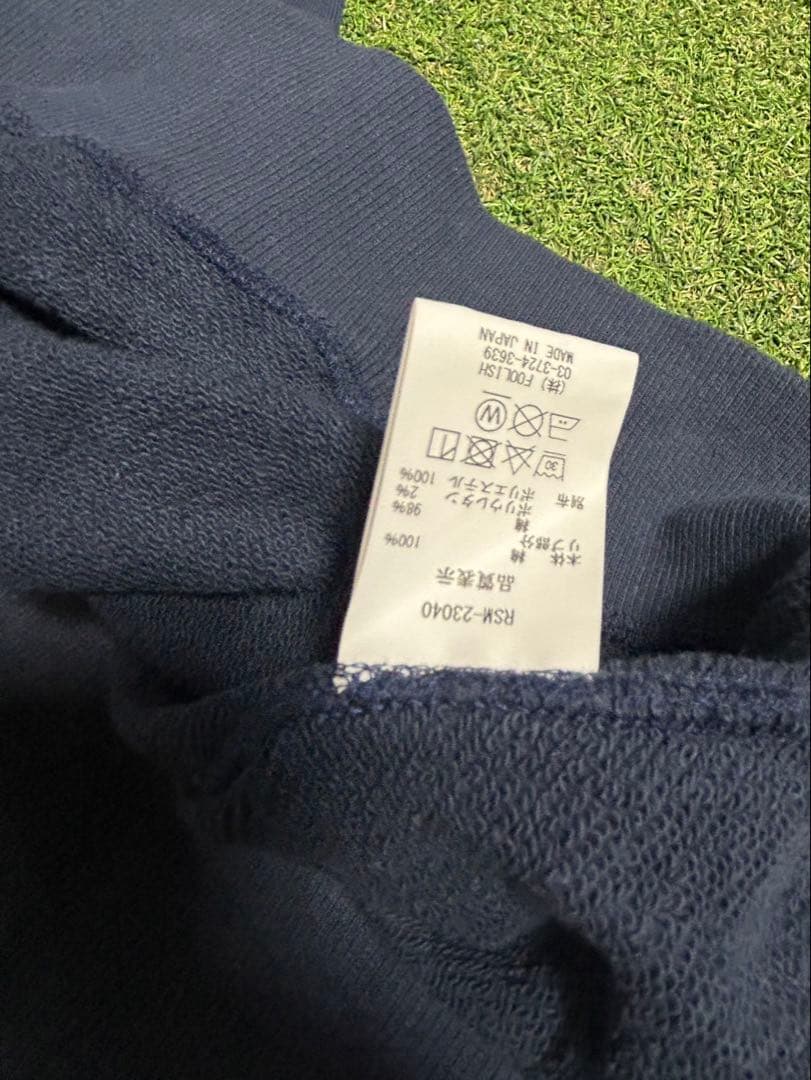 RSM-23040
品質表示
本体 綿 100%
リブ部分
綿 98%
ポリウレタン 2%
別布 ポリエステル 100%
30
W
(株) FOOLISH
03-3724-3639
MADE IN JAPAN